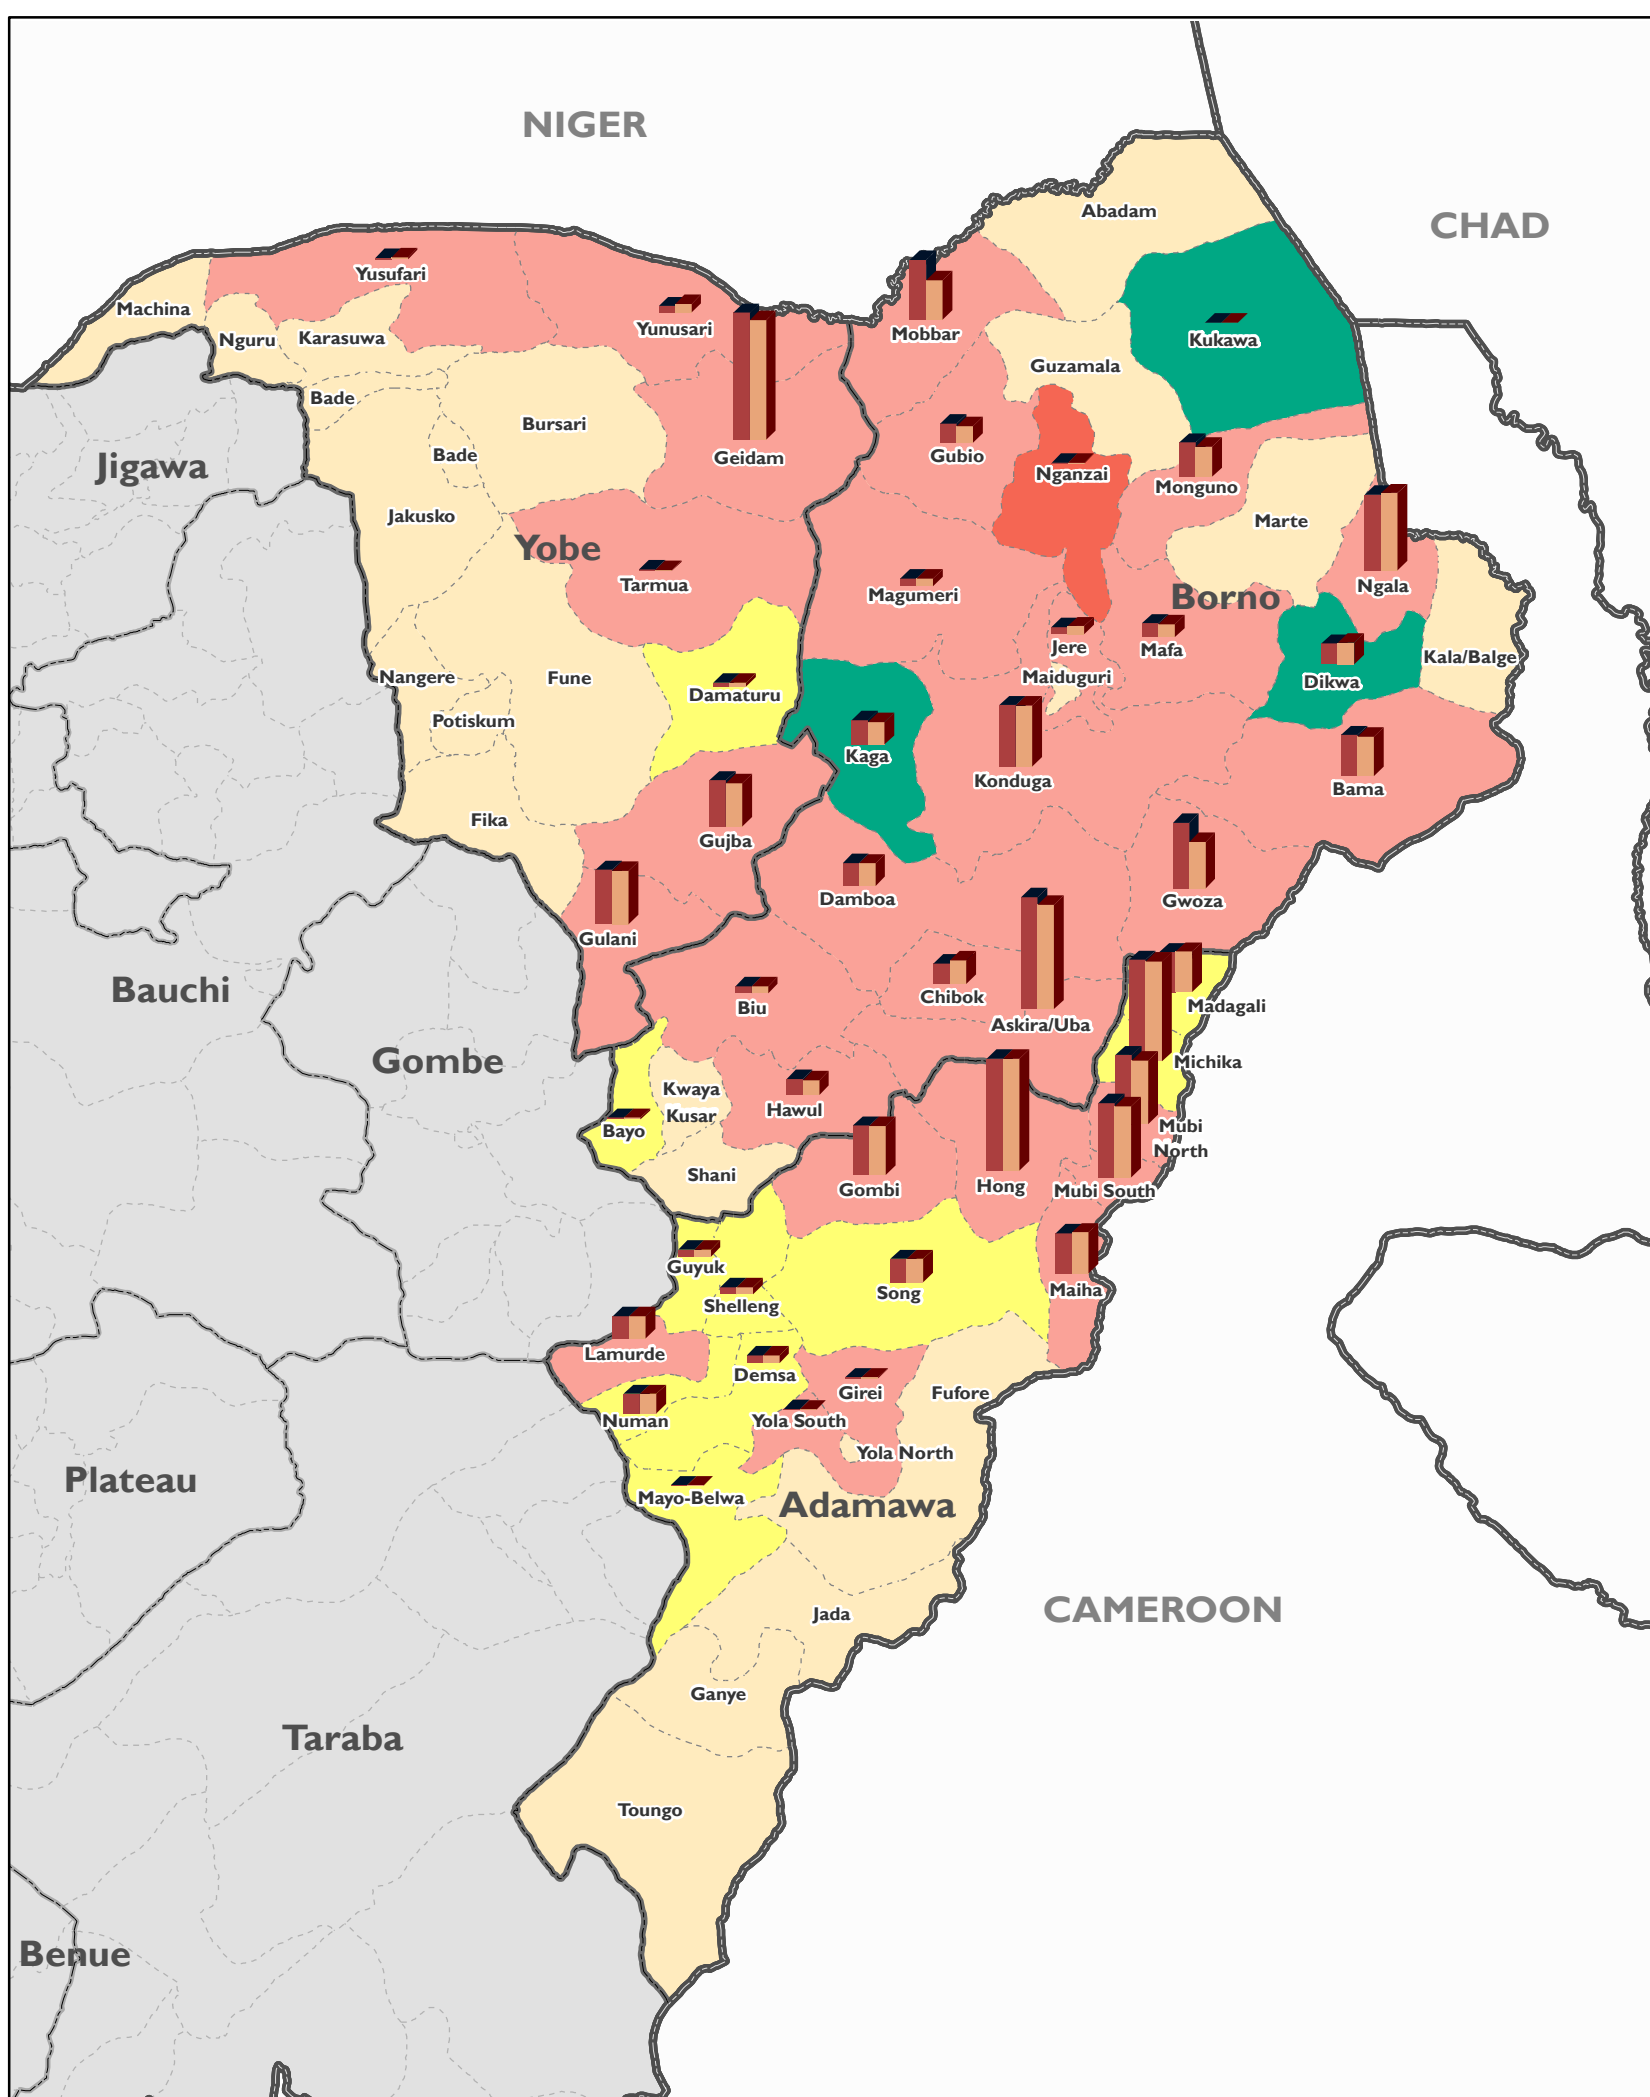 NIGER
Abadam
CHAD
Yusufari
Machina
Yunusari
Mobbar
Nguru
Karasuwa
Kukawa
Guzamala
Bade
Bursari
Bade
Geidam
Gubio
Jigawa
Nganzai
Monguno
Jakusko
Marte
Yobe
Tarmua
Magumeri
Ngala
Borno
Jere
Mafa
Kala/Balge
Nangere
Fune
Maiduguri
Dikwa
Damaturu
Potiskum
Kaga
Konduga
Bama
Fika
Gujba
Damboa
Gwoza
Gulani
Bauchi
Biu
Chibok
Askira/Uba
Madagali
Gombe
Michika
Kwaya
Kusar
Hawul
Bayo
Mubi
North
Shani
Gombi
Hong
Mubi South
Guyuk
Song
Maiha
Shelleng
Lamurde
Demsa
Girei
Fufore
Numan
Yola South
Yola North
Plateau
Mayo-Belwa
Adamawa
CAMEROON
Jada
Ganye
Taraba
Toungo
Benue